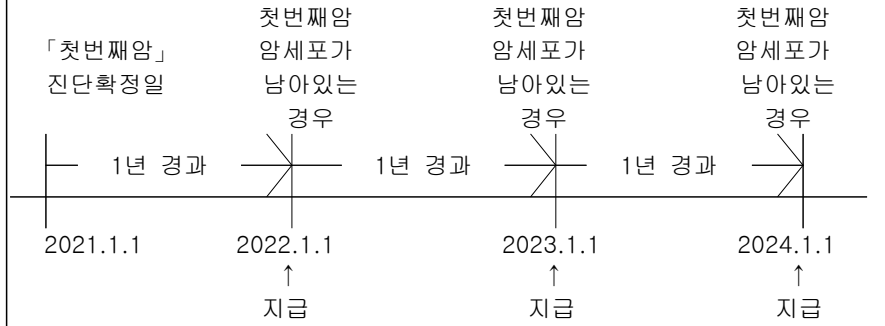 첫번째암 첫번째암 첫번째암
「첫번째암」 암세포가 암세포가 암세포가
진단확정일 남아있는 남아있는 남아있는
경우 경우 경우
1년 경과 1년 경과 1년 경과
2021.1.1 2022.1.1 2023.1.1 2024.1.1
↑ ↑ ↑
지급 지급 지급